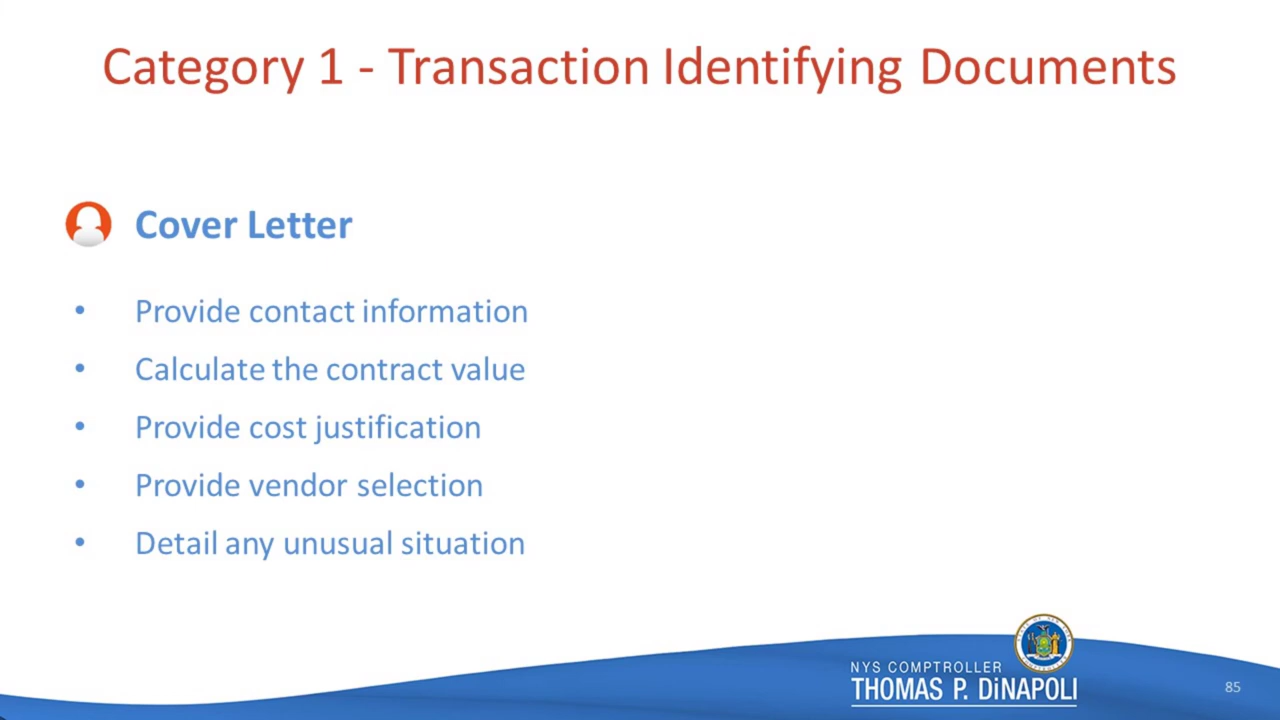 Category 1 - Transaction Identifying Documents
Cover Letter
• Provide contact information
• Calculate the contract value
• Provide cost justification
• Provide vendor selection
• Detail any unusual situation
NYS COMPTROLLER
THOMAS P. DiNAPOLI
85